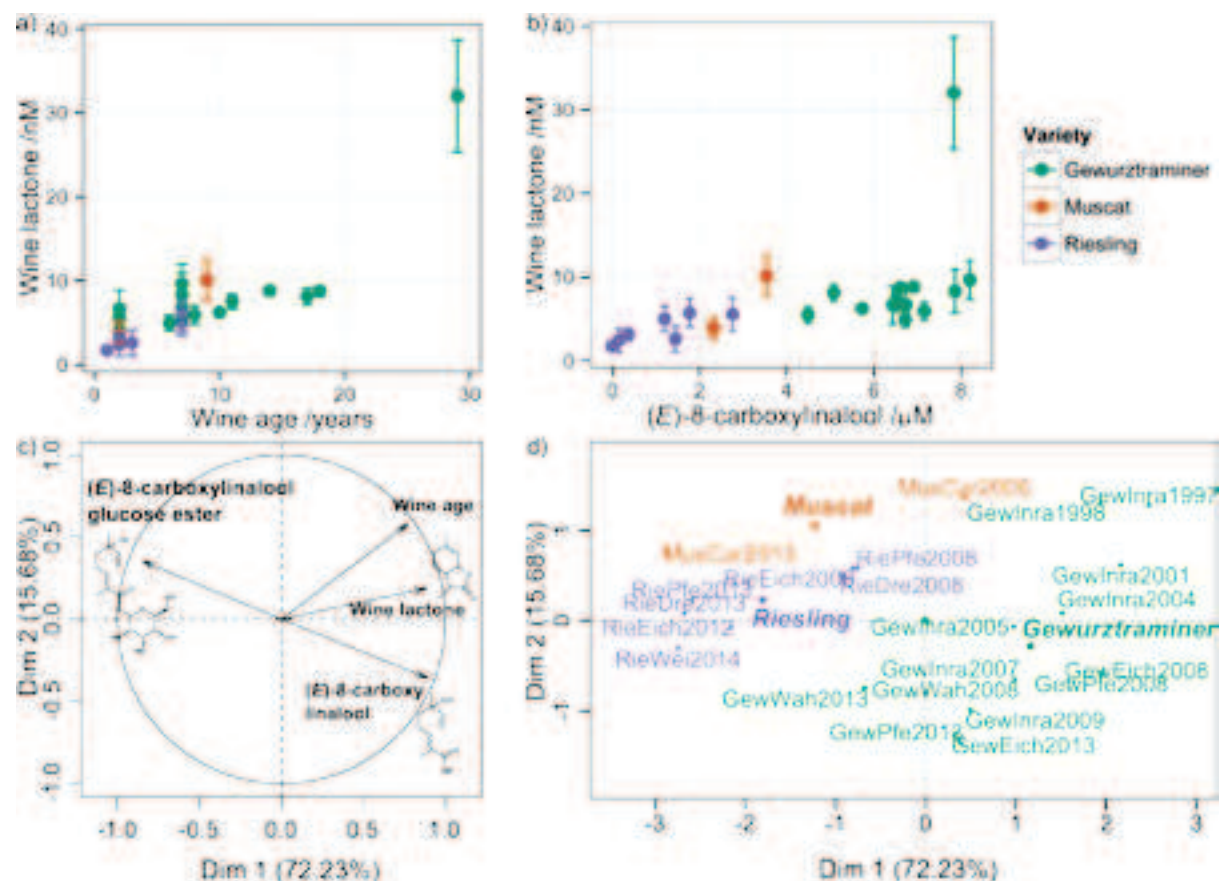 a)
40
30
20
10
0
Wine lactone /nM
0
10
20
30
Wine age /years
b)
40
30
20
10
0
Wine lactone /nM
0
2
4
6
8
(E)-8-carboxylinalool /µM
Variety
Gewurztraminer
Muscat
Riesling
c)
1.0
0.5
0.0
-0.5
-1.0
Dim 2 (15.68%)
(E)-8-carboxylinalool
glucose ester
Wine age
Wine lactone
(E)-8-carboxy
linalool
-1.0
-0.5
0.0
0.5
1.0
Dim 1 (72.23%)
d)
1
0
-1
Dim 2 (15.68%)
Muscat
MusCar2006
GewInra1997
GewInra1998
MusCar2013
RiePfe2008
RieEich2008
RieDre2008
GewInra2001
RiePfe2013
RieDre2013
GewInra2004
Riesling
RieEich2012
GewInra2005
Gewurztraminer
RieWei2014
GewInra2007
GewEich2008
GewPfe2008
GewWah2013
GewWah2008
GewInra2009
GewPfe2012
GewEich2013
-3
-2
-1
0
1
2
3
Dim 1 (72.23%)